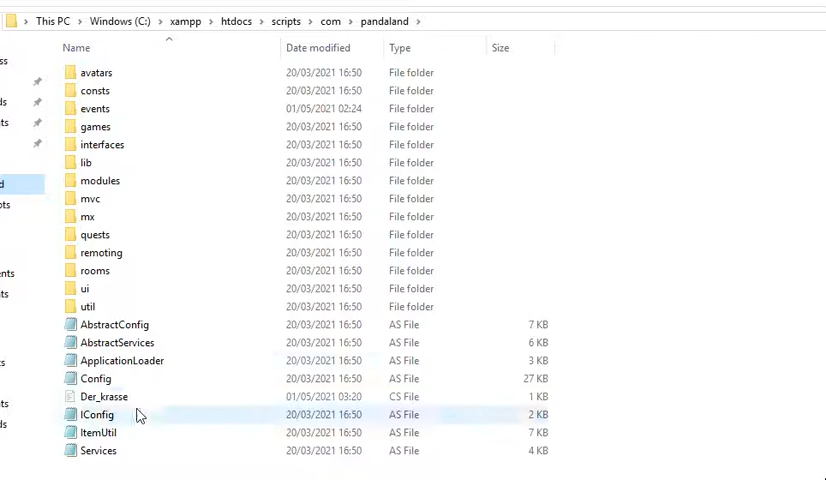 This PC > Windows (C:) > xampp > htdocs > scripts > com > pandaland >
Name Date modified Type Size
ss
avatars 20/03/2021 16:50 File folder
consts 20/03/2021 16:50 File folder
ds events 01/05/2021 02:24 File folder
nts games 20/03/2021 16:50 File folder
interfaces 20/03/2021 16:50 File folder
lib 20/03/2021 16:50 File folder
d modules 20/03/2021 16:50 File folder
ots mvc 20/03/2021 16:50 File folder
mx 20/03/2021 16:50 File folder
quests 20/03/2021 16:50 File folder
remoting 20/03/2021 16:50 File folder
ents rooms 20/03/2021 16:50 File folder
ts ui 20/03/2021 16:50 File folder
util 20/03/2021 16:50 File folder
AbstractConfig 20/03/2021 16:50 AS File 7 KB
AbstractServices 20/03/2021 16:50 AS File 6 KB
s ApplicationLoader 20/03/2021 16:50 AS File 3 KB
Config 20/03/2021 16:50 AS File 27 KB
ts Der_krasse 01/05/2021 03:20 CS File 1 KB
IConfig 20/03/2021 16:50 AS File 2 KB
ds ItemUtil 20/03/2021 16:50 AS File 7 KB
Services 20/03/2021 16:50 AS File 4 KB